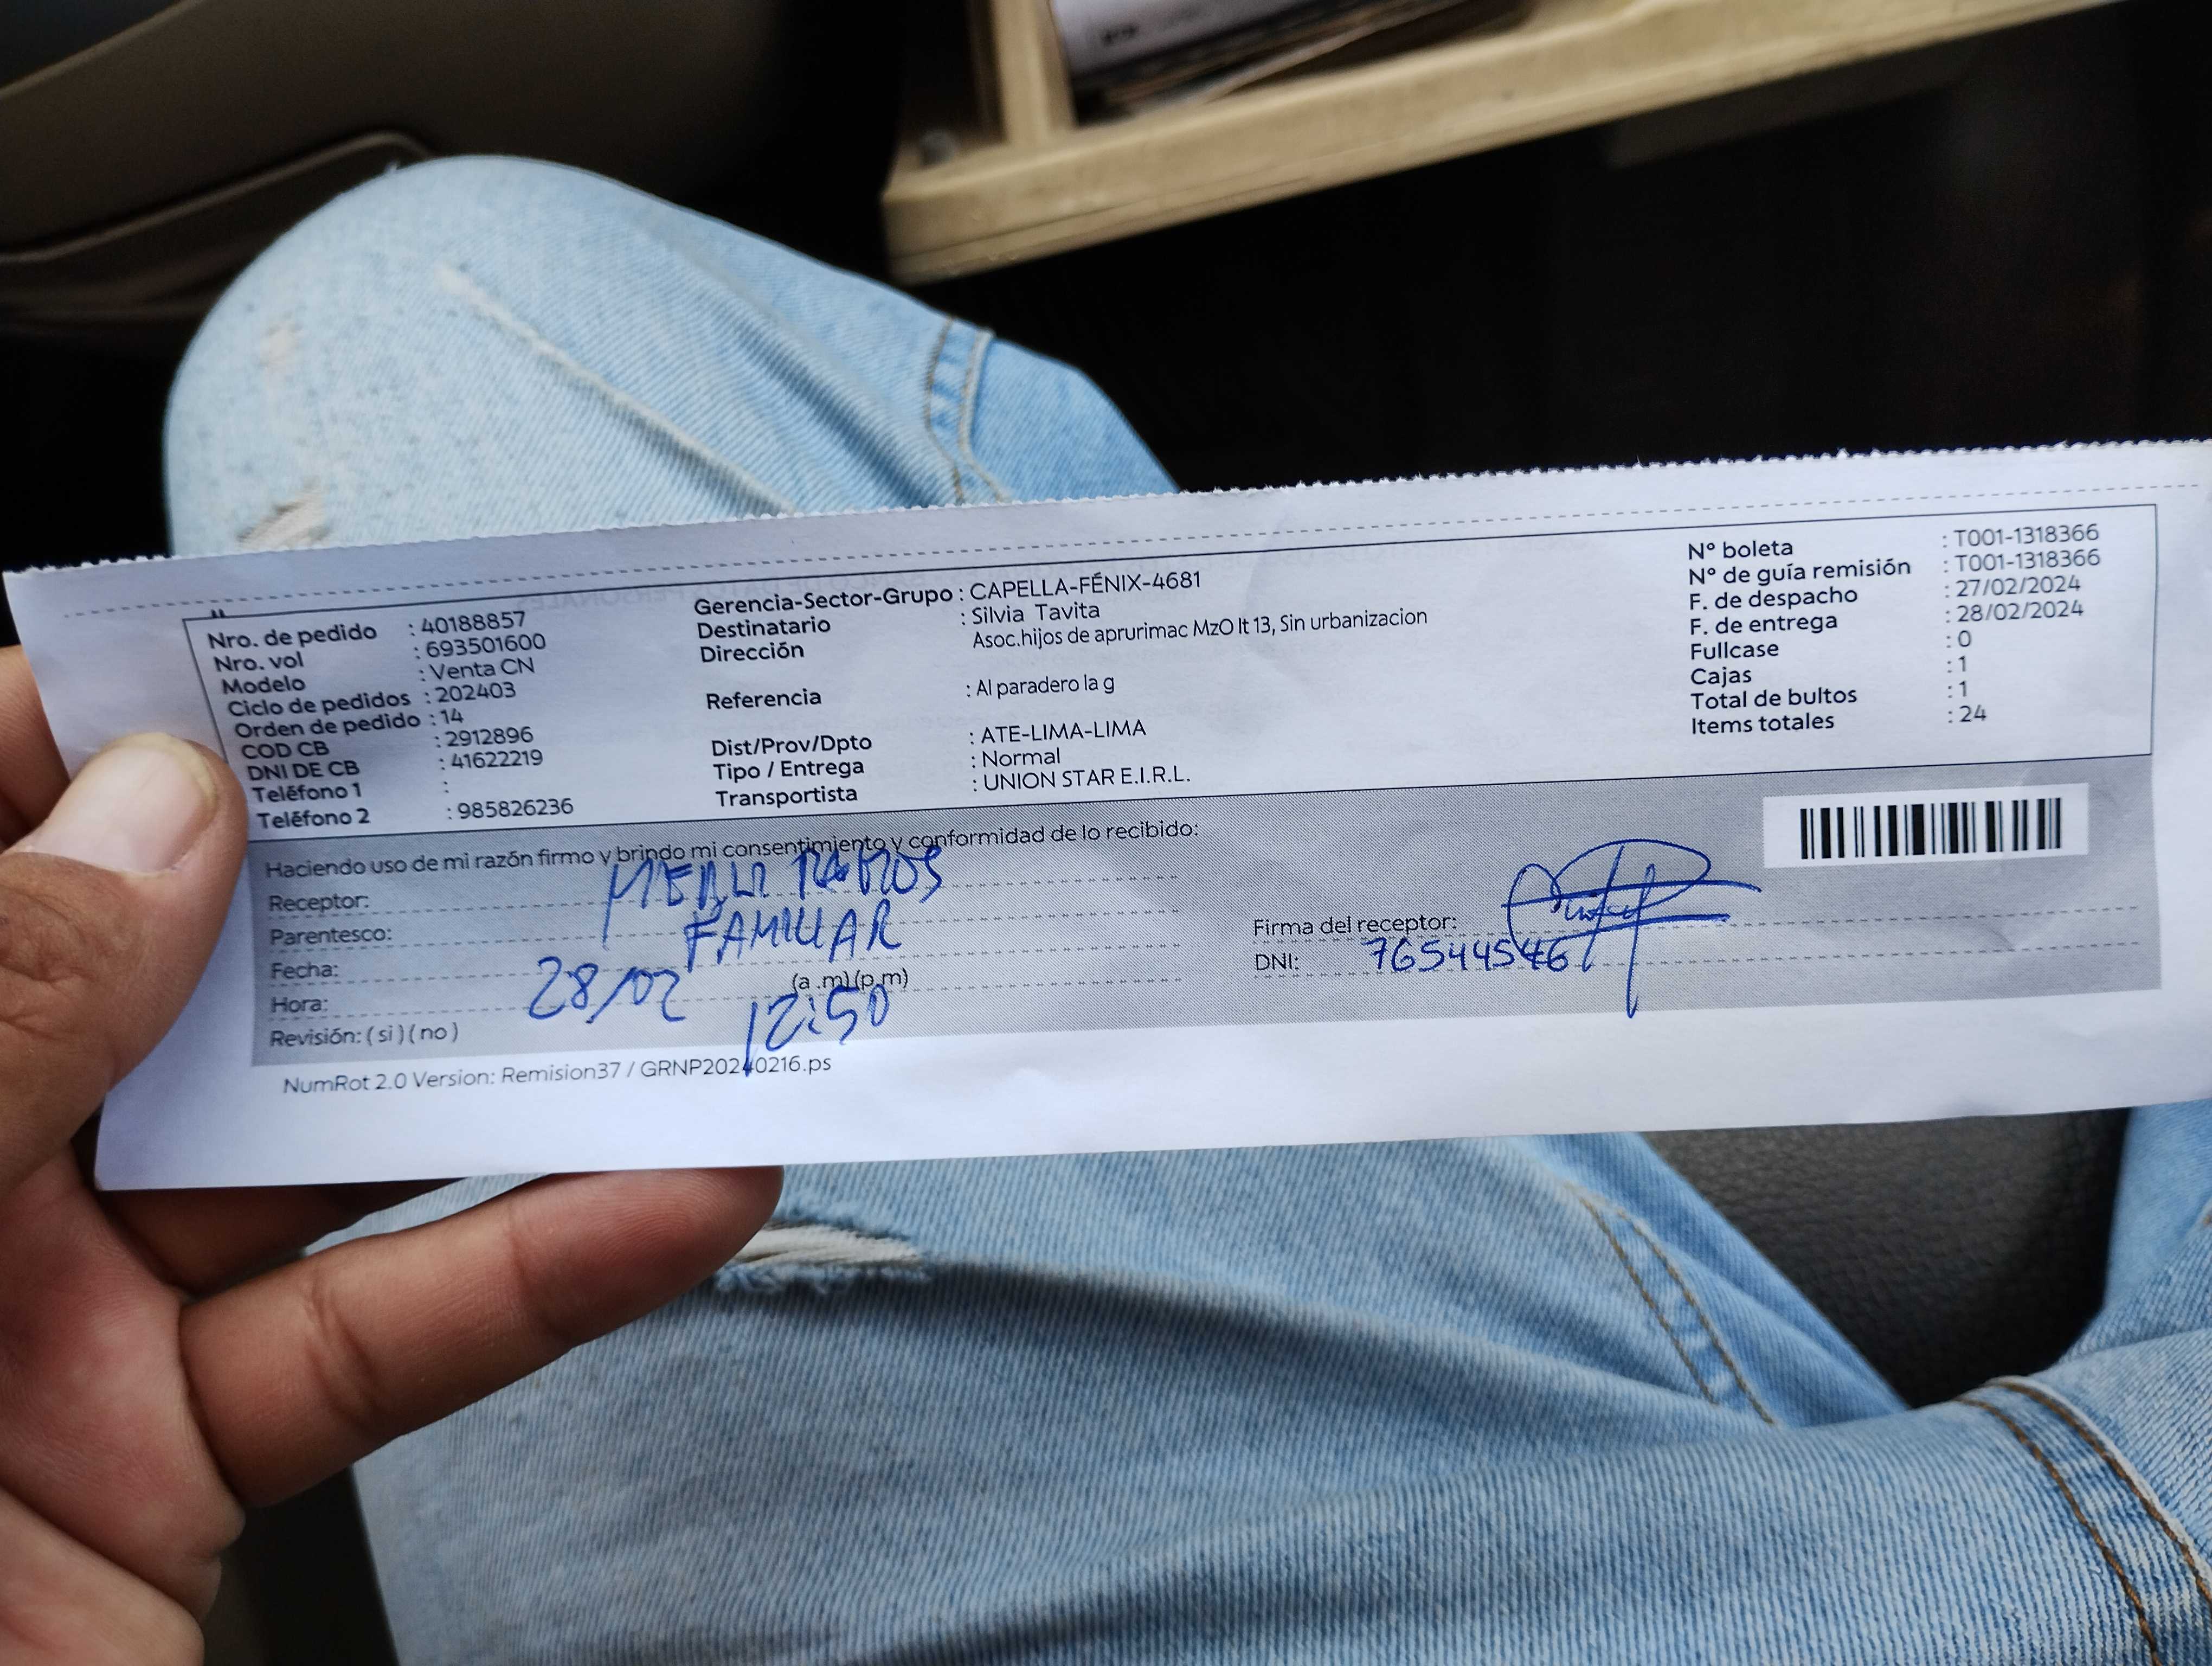 Nro. de pedido : 40188857
Nro. vol : 693501600
Modelo : Venta CN
Ciclo de pedidos : 202403
Orden de pedido : 14
COD CB : 2912896
DNI DE CB : 41622219
Teléfono 1 :
Teléfono 2 : 985826236
Gerencia-Sector-Grupo : CAPELLA-FÉNIX-4681
Destinatario : Silvia Tavita
Dirección Asoc.hijos de aprurimac MzO lt 13, Sin urbanizacion
Referencia : Al paradero la g
Dist/Prov/Dpto : ATE-LIMA-LIMA
Tipo / Entrega : Normal
Transportista : UNION STAR E.I.R.L.
N° boleta : T001-1318366
N° de guía remisión : T001-1318366
F. de despacho : 27/02/2024
F. de entrega : 28/02/2024
Fullcase : 0
Cajas : 1
Total de bultos : 1
Items totales : 24
Haciendo uso de mi razón firmo y brindo mi consentimiento y conformidad de lo recibido:
Receptor:
Parentesco: FAMILIAR
Fecha: 28/02
Hora: (a .m)(p.m) 12:50
Revisión: ( si ) ( no )
Firma del receptor:
DNI: 76544546
NumRot 2.0 Version: Remision37 / GRNP20240216.ps